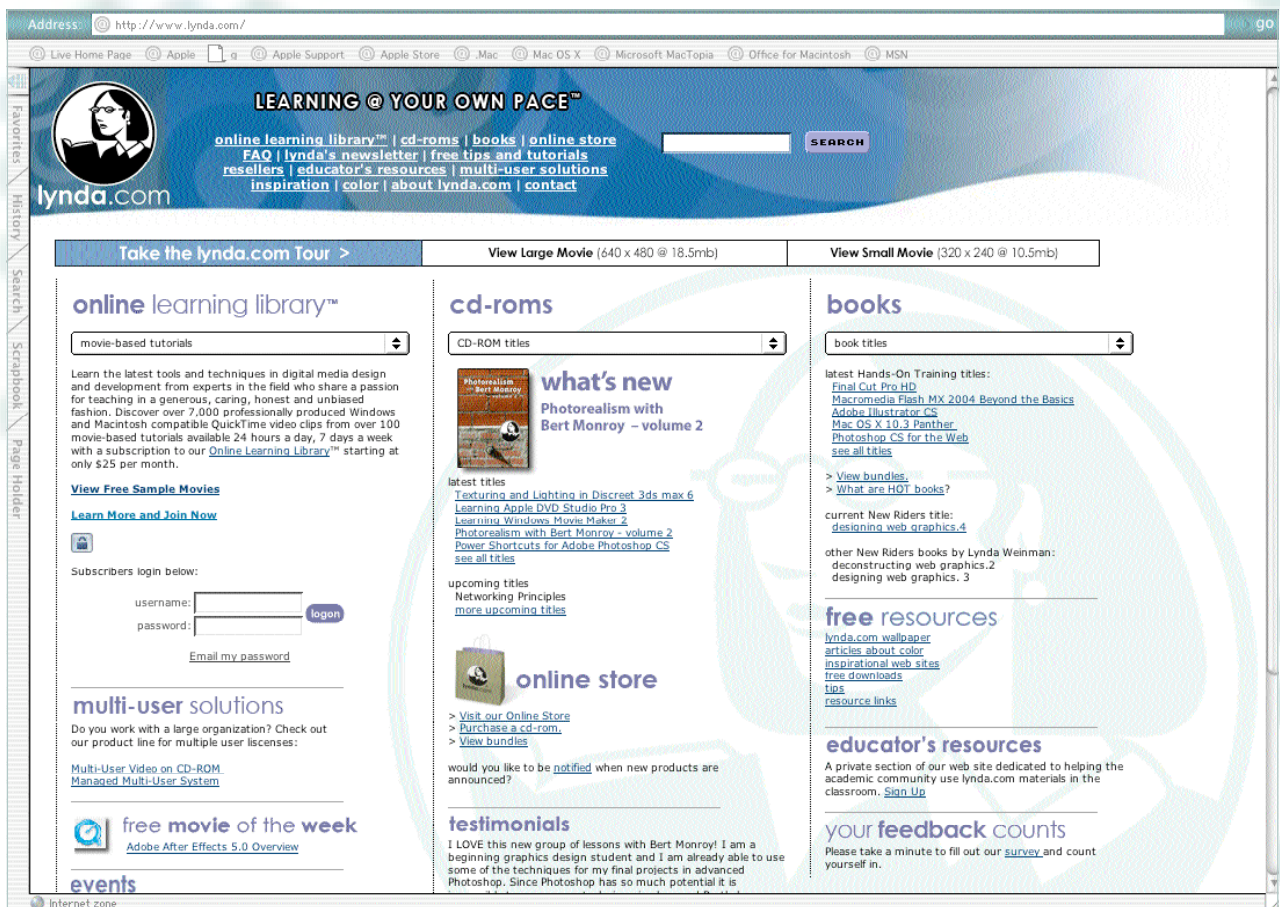 Address: http://www.lynda.com/ go
Live Home Page Apple g Apple Support Apple Store .Mac Mac OS X Microsoft MacTopia Office for Macintosh MSN
Favorites
History
Search
Scrapbook
Page Holder
lynda.com
LEARNING @ YOUR OWN PACE™
online learning library™ | cd-roms | books | online store
FAQ | lynda's newsletter | free tips and tutorials
resellers | educator's resources | multi-user solutions
inspiration | color | about lynda.com | contact
SEARCH
Take the lynda.com Tour >
View Large Movie (640 x 480 @ 18.5mb)
View Small Movie (320 x 240 @ 10.5mb)
online learning library™
movie-based tutorials
Learn the latest tools and techniques in digital media design
and development from experts in the field who share a passion
for teaching in a generous, caring, honest and unbiased
fashion. Discover over 7,000 professionally produced Windows
and Macintosh compatible QuickTime video clips from over 100
movie-based tutorials available 24 hours a day, 7 days a week
with a subscription to our Online Learning Library™ starting at
only $25 per month.
View Free Sample Movies
Learn More and Join Now
Subscribers login below:
username:
password:
logon
Email my password
multi-user solutions
Do you work with a large organization? Check out
our product line for multiple user liscenses:
Multi-User Video on CD-ROM
Managed Multi-User System
free movie of the week
Adobe After Effects 5.0 Overview
events
cd-roms
CD-ROM titles
Photorealism
with Bert Monroy
what's new
Photorealism with
Bert Monroy – volume 2
latest titles
Texturing and Lighting in Discreet 3ds max 6
Learning Apple DVD Studio Pro 3
Learning Windows Movie Maker 2
Photorealism with Bert Monroy - volume 2
Power Shortcuts for Adobe Photoshop CS
see all titles
upcoming titles
Networking Principles
more upcoming titles
online store
> Visit our Online Store
> Purchase a cd-rom.
> View bundles
would you like to be notified when new products are
announced?
testimonials
I LOVE this new group of lessons with Bert Monroy! I am a
beginning graphics design student and I am already able to use
some of the techniques for my final projects in advanced
Photoshop. Since Photoshop has so much potential it is
books
book titles
latest Hands-On Training titles:
Final Cut Pro HD
Macromedia Flash MX 2004 Beyond the Basics
Adobe Illustrator CS
Mac OS X 10.3 Panther
Photoshop CS for the Web
see all titles
> View bundles.
> What are HOT books?
current New Riders title:
designing web graphics.4
other New Riders books by Lynda Weinman:
deconstructing web graphics.2
designing web graphics. 3
free resources
lynda.com wallpaper
articles about color
inspirational web sites
free downloads
tips
resource links
educator's resources
A private section of our web site dedicated to helping the
academic community use lynda.com materials in the
classroom. Sign Up
your feedback counts
Please take a minute to fill out our survey and count
yourself in.
Internet zone